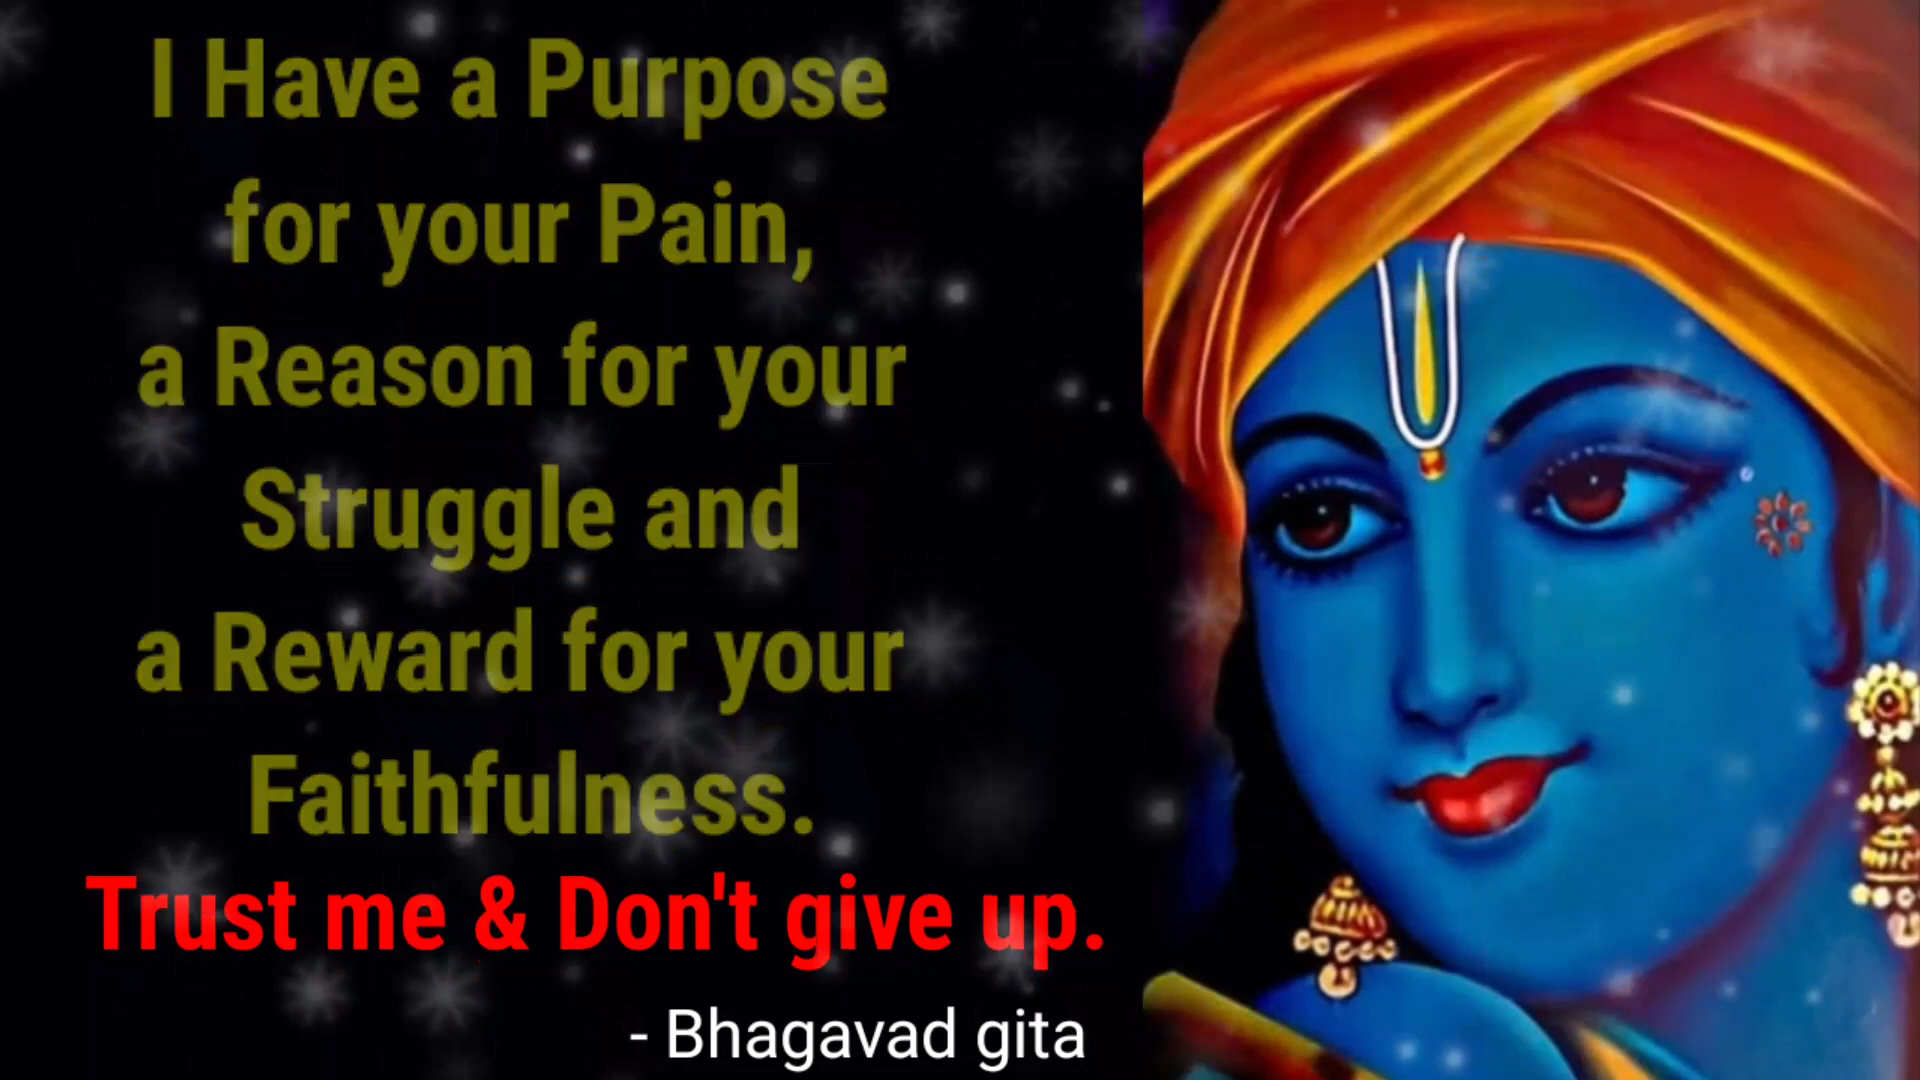 I Have a Purpose
for your Pain,
a Reason for your
Struggle and
a Reward for your
Faithfulness.
Trust me & Don't give up.
- Bhagavad gita